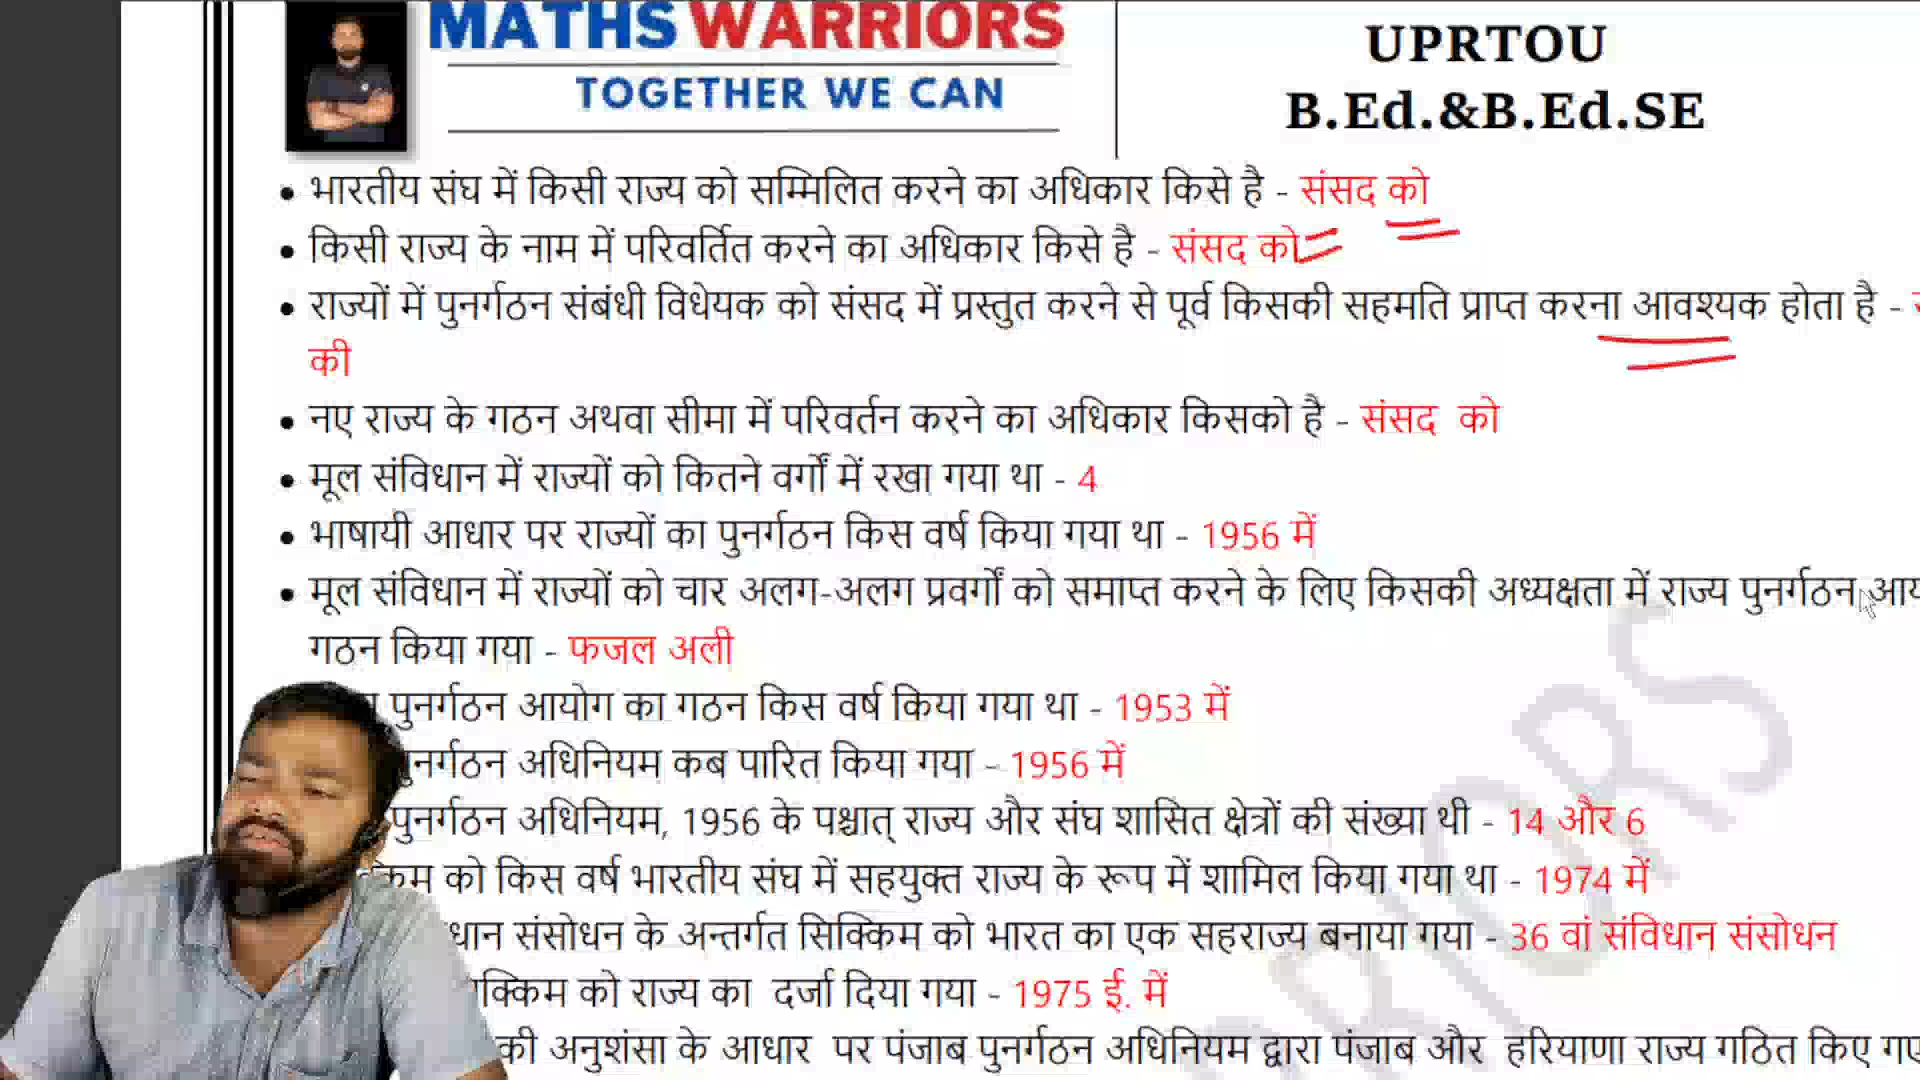 MATHS WARRIORS
TOGETHER WE CAN
UPRTOU
B.Ed.&B.Ed.SE
• भारतीय संघ में किसी राज्य को सम्मिलित करने का अधिकार किसे है - संसद को
• किसी राज्य के नाम में परिवर्तित करने का अधिकार किसे है - संसद को
• राज्यों में पुनर्गठन संबंधी विधेयक को संसद में प्रस्तुत करने से पूर्व किसकी सहमति प्राप्त करना आवश्यक होता है -
की
• नए राज्य के गठन अथवा सीमा में परिवर्तन करने का अधिकार किसको है - संसद को
• मूल संविधान में राज्यों को कितने वर्गों में रखा गया था - 4
• भाषायी आधार पर राज्यों का पुनर्गठन किस वर्ष किया गया था - 1956 में
• मूल संविधान में राज्यों को चार अलग-अलग प्रवर्गों को समाप्त करने के लिए किसकी अध्यक्षता में राज्य पुनर्गठन
गठन किया गया - फजल अली
पुनर्गठन आयोग का गठन किस वर्ष किया गया था - 1953 में
अधिनियम कब पारित किया गया - 1956 में
पुनर्गठन अधिनियम, 1956 के पश्चात् राज्य और संघ शासित क्षेत्रों की संख्या थी - 14 और 6
को किस वर्ष भारतीय संघ में सहयुक्त राज्य के रूप में शामिल किया गया था - 1974 में
संसोधन के अन्तर्गत सिक्किम को भारत का एक सहराज्य बनाया गया - 36 वां संविधान संसोधन
को राज्य का दर्जा दिया गया - 1975 ई. में
की अनुशंसा के आधार पर पंजाब पुनर्गठन अधिनियम द्वारा पंजाब और हरियाणा राज्य गठित किए